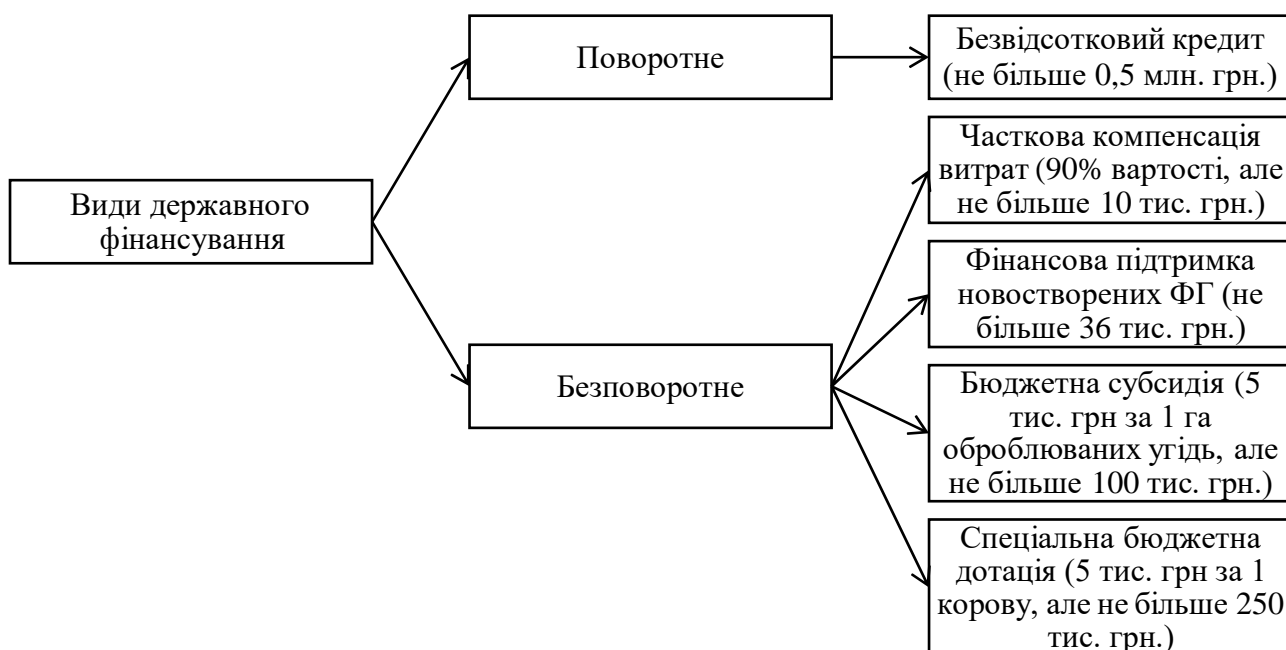 Види державного
фінансування
Поворотне
Безповоротне
Безвідсотковий кредит
(не більше 0,5 млн. грн.)
Часткова компенсація
витрат (90% вартості, але
не більше 10 тис. грн.)
Фінансова підтримка
новостворених ФГ (не
більше 36 тис. грн.)
Бюджетна субсидія (5
тис. грн за 1 га
оброблюваних угідь, але
не більше 100 тис. грн.)
Спеціальна бюджетна
дотація (5 тис. грн за 1
корову, але не більше 250
тис. грн.)